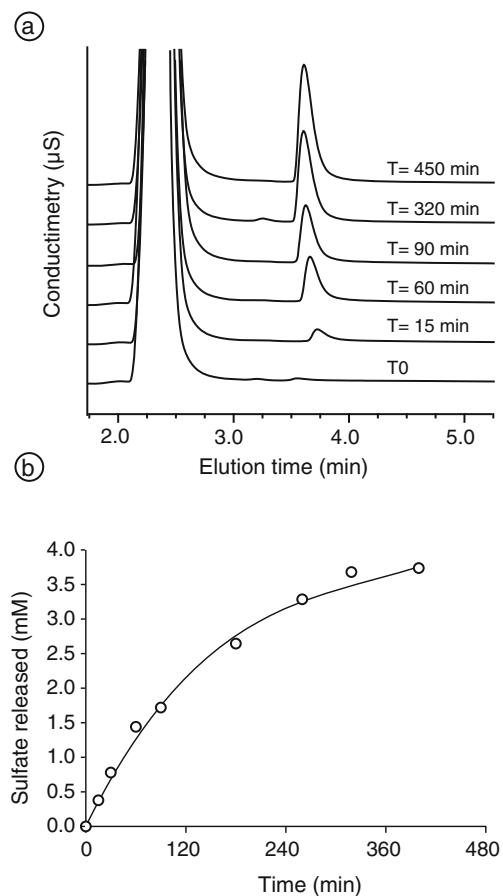 a
Conductimetry (µS)
T= 450 min
T= 320 min
T= 90 min
T= 60 min
T= 15 min
T0
2.0 3.0 4.0 5.0
Elution time (min)
b
Sulfate released (mM)
4.0
3.5
3.0
2.5
2.0
1.5
1.0
0.5
0.0
0 120 240 360 480
Time (min)